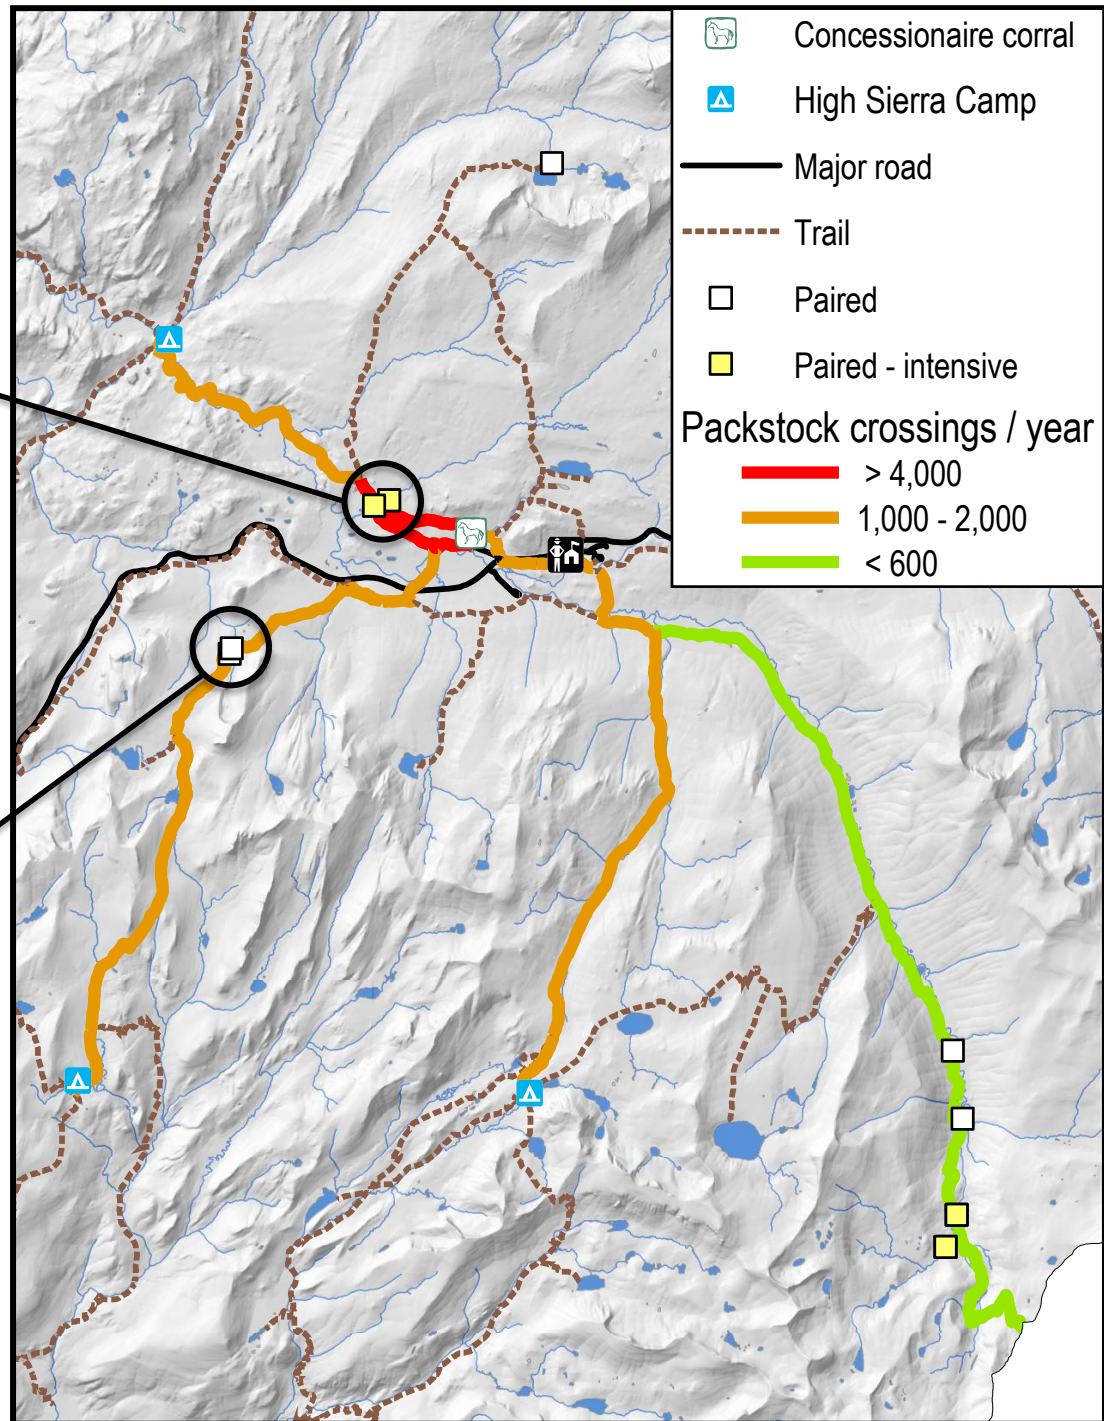 Concessionaire corral
High Sierra Camp
Major road
Trail
Paired
Paired - intensive
Packstock crossings / year
> 4,000
1,000 - 2,000
< 600